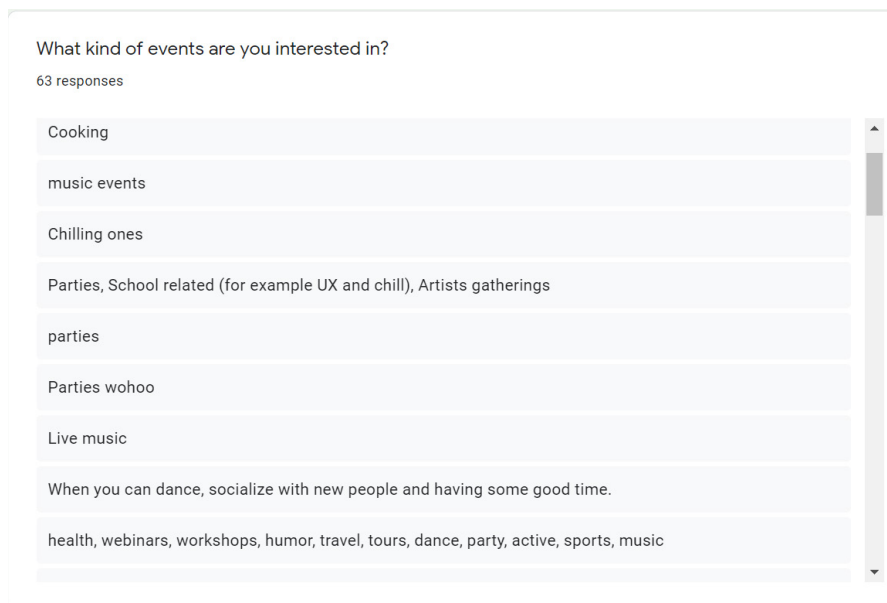 What kind of events are you interested in?
63 responses
Cooking
music events
Chilling ones
Parties, School related (for example UX and chill), Artists gatherings
parties
Parties wohoo
Live music
When you can dance, socialize with new people and having some good time.
health, webinars, workshops, humor, travel, tours, dance, party, active, sports, music